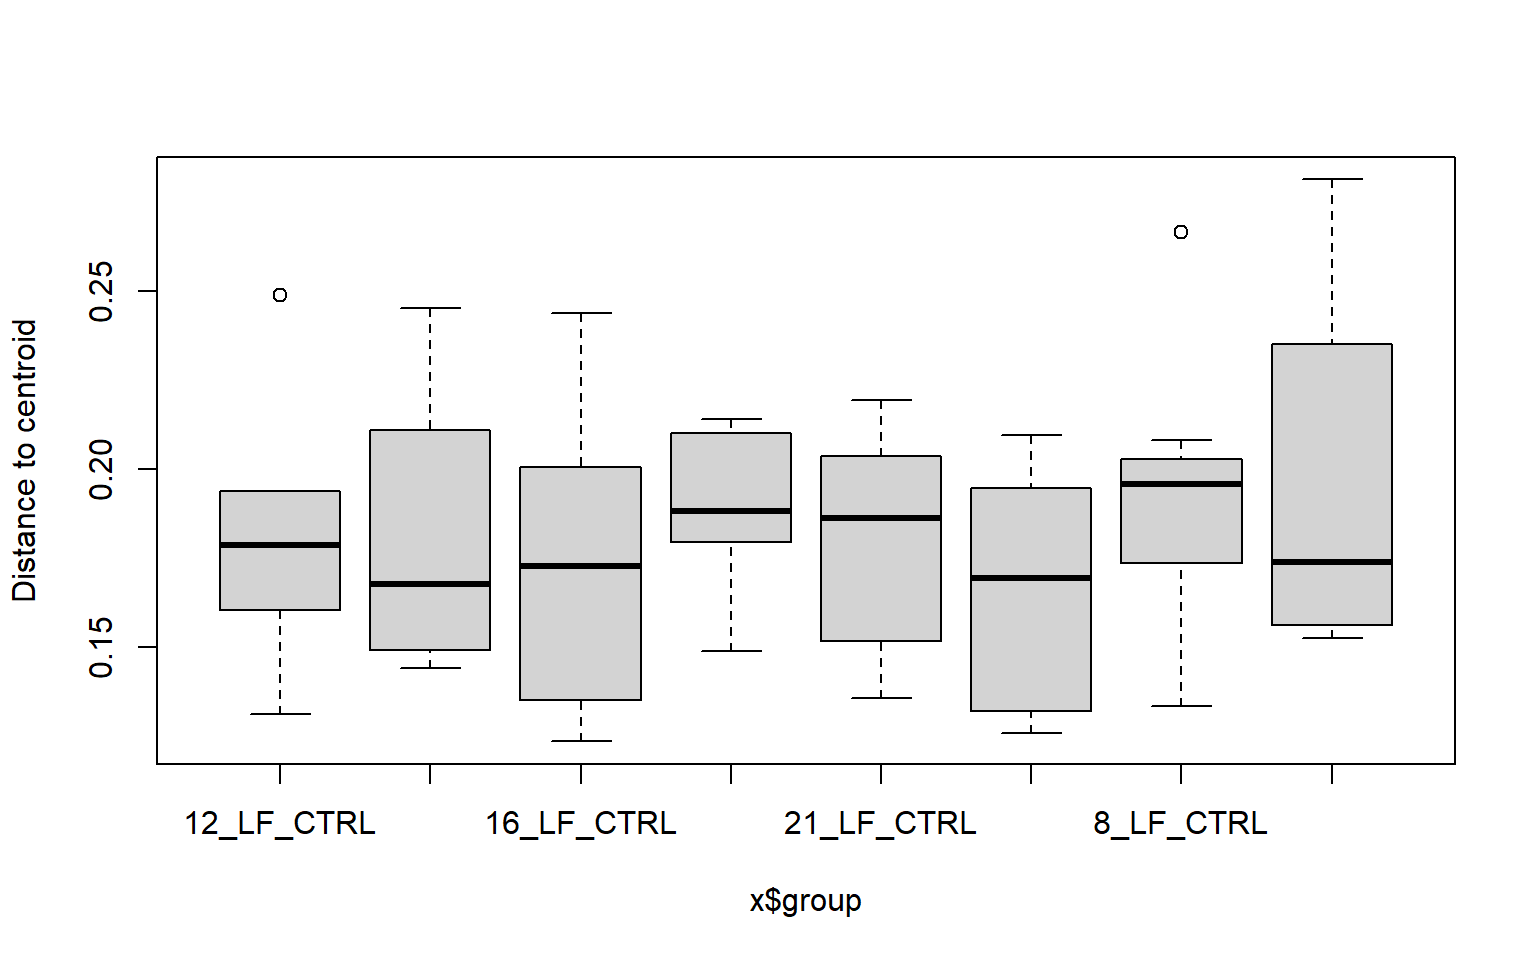 Distance to centroid
0.25
0.20
0.15
12_LF_CTRL 16_LF_CTRL 21_LF_CTRL 8_LF_CTRL
x$group